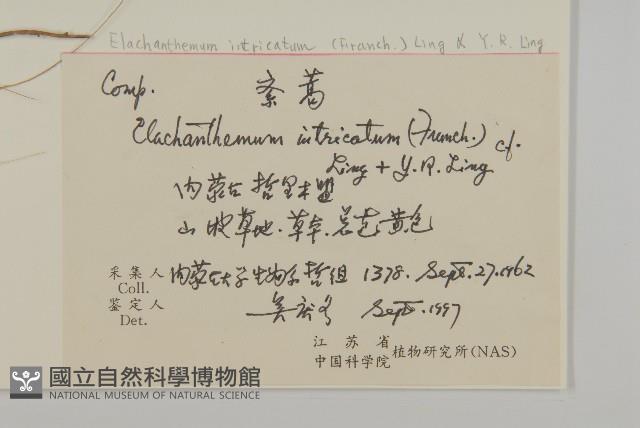 Elachanthemum intricatum (Franch.) Ling & Y. R. Ling
Comp. 紊蒿
Elachanthemum intricatum (Franch.) cf.
Ling + Y. R. Ling
内蒙古哲里木盟
山坡草地. 草本. 总苞黄色
采集人 内蒙古大学生物系哲组 1378. Sept. 27. 1962
Coll.
鉴定人 Sept. 1997
Det.
江苏省
中国科学院 植物研究所(NAS)
國立自然科學博物館
NATIONAL MUSEUM OF NATURAL SCIENCE